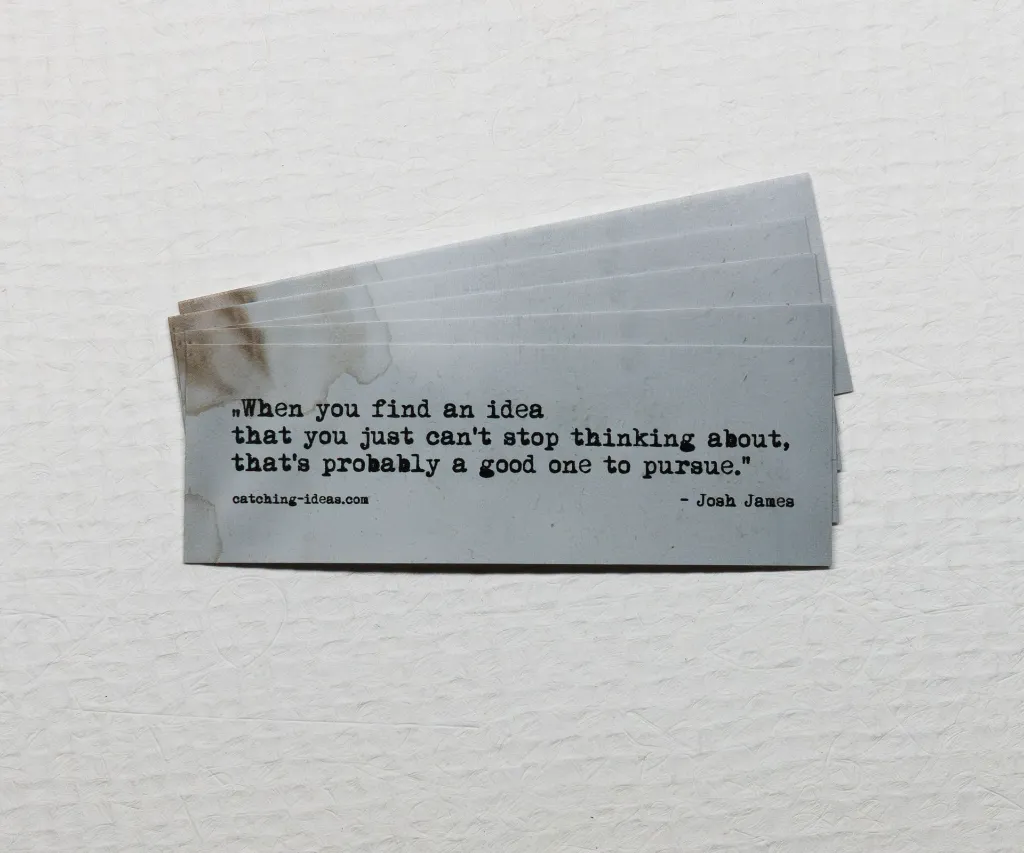 „When you find an idea
that you just can't stop thinking about,
that's probably a good one to pursue."
catching-ideas.com
- Josh James